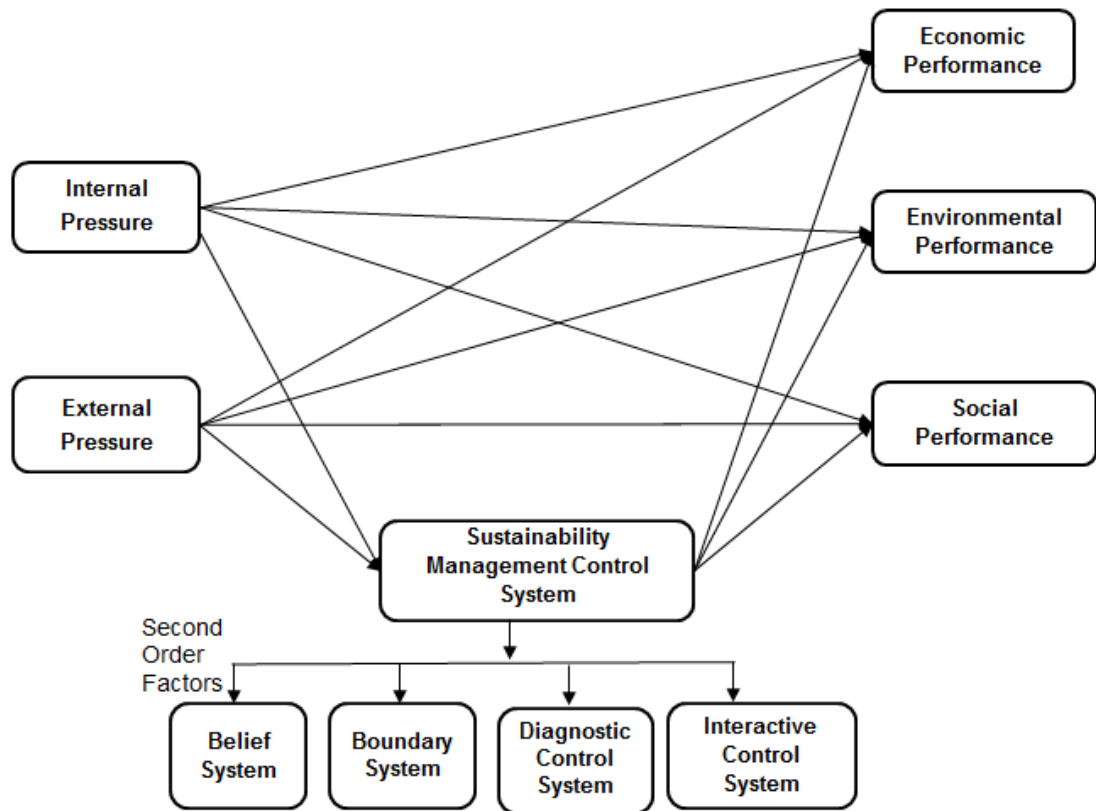 Economic
Performance
Internal
Pressure
Environmental
Performance
External
Pressure
Social
Performance
Sustainability
Management Control
System
Second
Order
Factors
Belief
System
Boundary
System
Diagnostic
Control
System
Interactive
Control
System